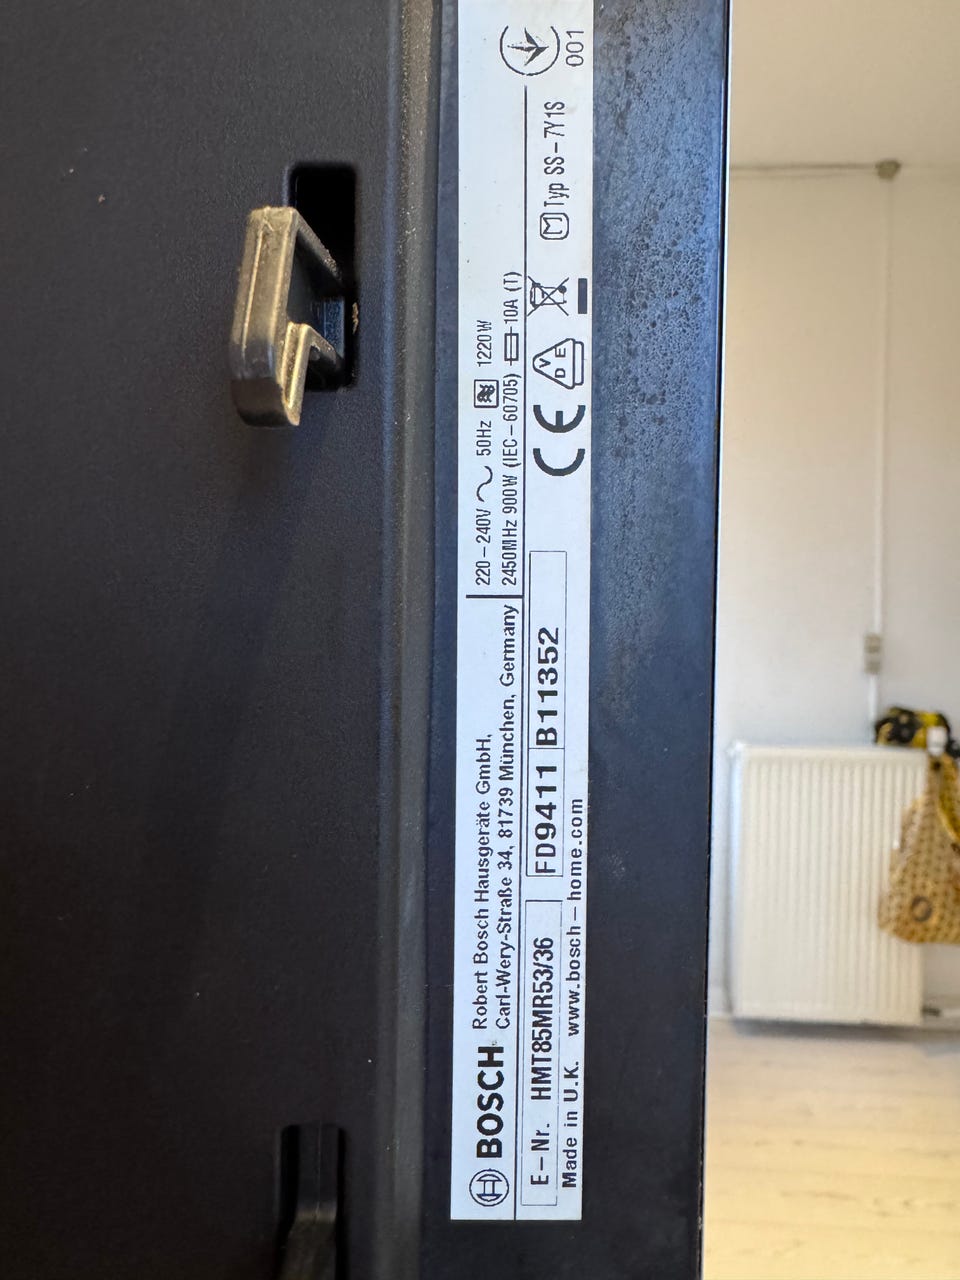 BOSCH
Robert Bosch Hausgeräte GmbH,
Carl-Wery-Straße 34, 81739 München, Germany
220-240V ~ 50Hz 1220W
2450MHz 900W (IEC-60705) 10A (T)
E-Nr. HMT85MR53/36
FD9411 B11352
Made in U.K. www.bosch-home.com
CE
VDE
M Typ SS-7Y1S
001